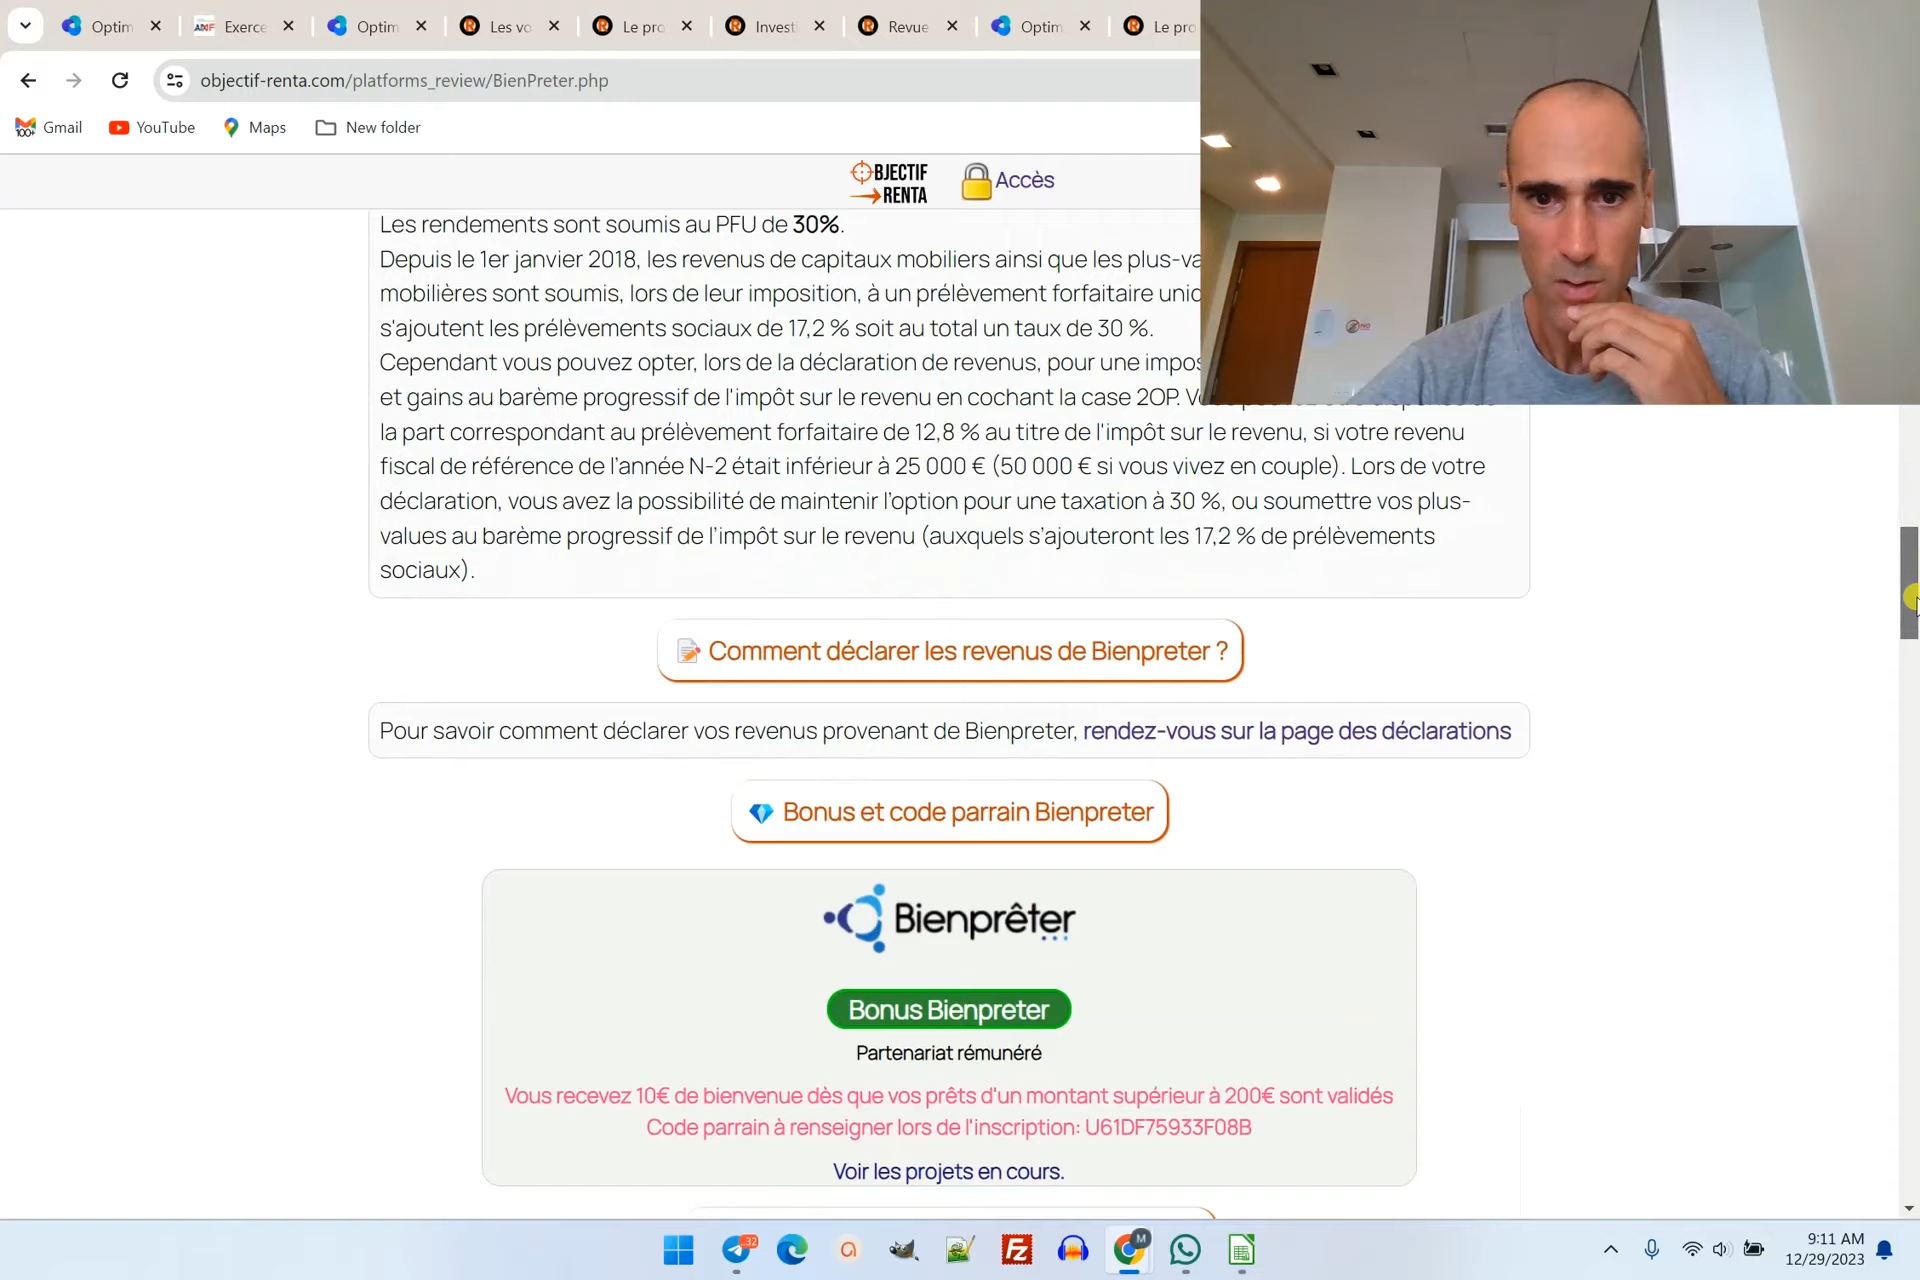 Optim
Exerce
Optim
Les vo
Le pro
Investi
Revue
Optim
Le pro
objectif-renta.com/platforms_review/BienPreter.php
Gmail
YouTube
Maps
New folder
OBJECTIF
RENTA
Accès
Les rendements sont soumis au PFU de 30%.
Depuis le 1er janvier 2018, les revenus de capitaux mobiliers ainsi que les plus-va
mobilières sont soumis, lors de leur imposition, à un prélèvement forfaitaire uniq
s'ajoutent les prélèvements sociaux de 17,2 % soit au total un taux de 30 %.
Cependant vous pouvez opter, lors de la déclaration de revenus, pour une impos
et gains au barème progressif de l'impôt sur le revenu en cochant la case 2OP.
la part correspondant au prélèvement forfaitaire de 12,8 % au titre de l'impôt sur le revenu, si votre revenu
fiscal de référence de l'année N-2 était inférieur à 25 000 € (50 000 € si vous vivez en couple). Lors de votre
déclaration, vous avez la possibilité de maintenir l'option pour une taxation à 30 %, ou soumettre vos plus-
values au barème progressif de l'impôt sur le revenu (auxquels s'ajouteront les 17,2 % de prélèvements
sociaux).
Comment déclarer les revenus de Bienpreter ?
Pour savoir comment déclarer vos revenus provenant de Bienpreter, rendez-vous sur la page des déclarations
Bonus et code parrain Bienpreter
Bienprêter
Bonus Bienpreter
Partenariat rémunéré
Vous recevez 10€ de bienvenue dès que vos prêts d'un montant supérieur à 200€ sont validés
Code parrain à renseigner lors de l'inscription: U61DF75933F08B
Voir les projets en cours.
32
M
9:11 AM
12/29/2023